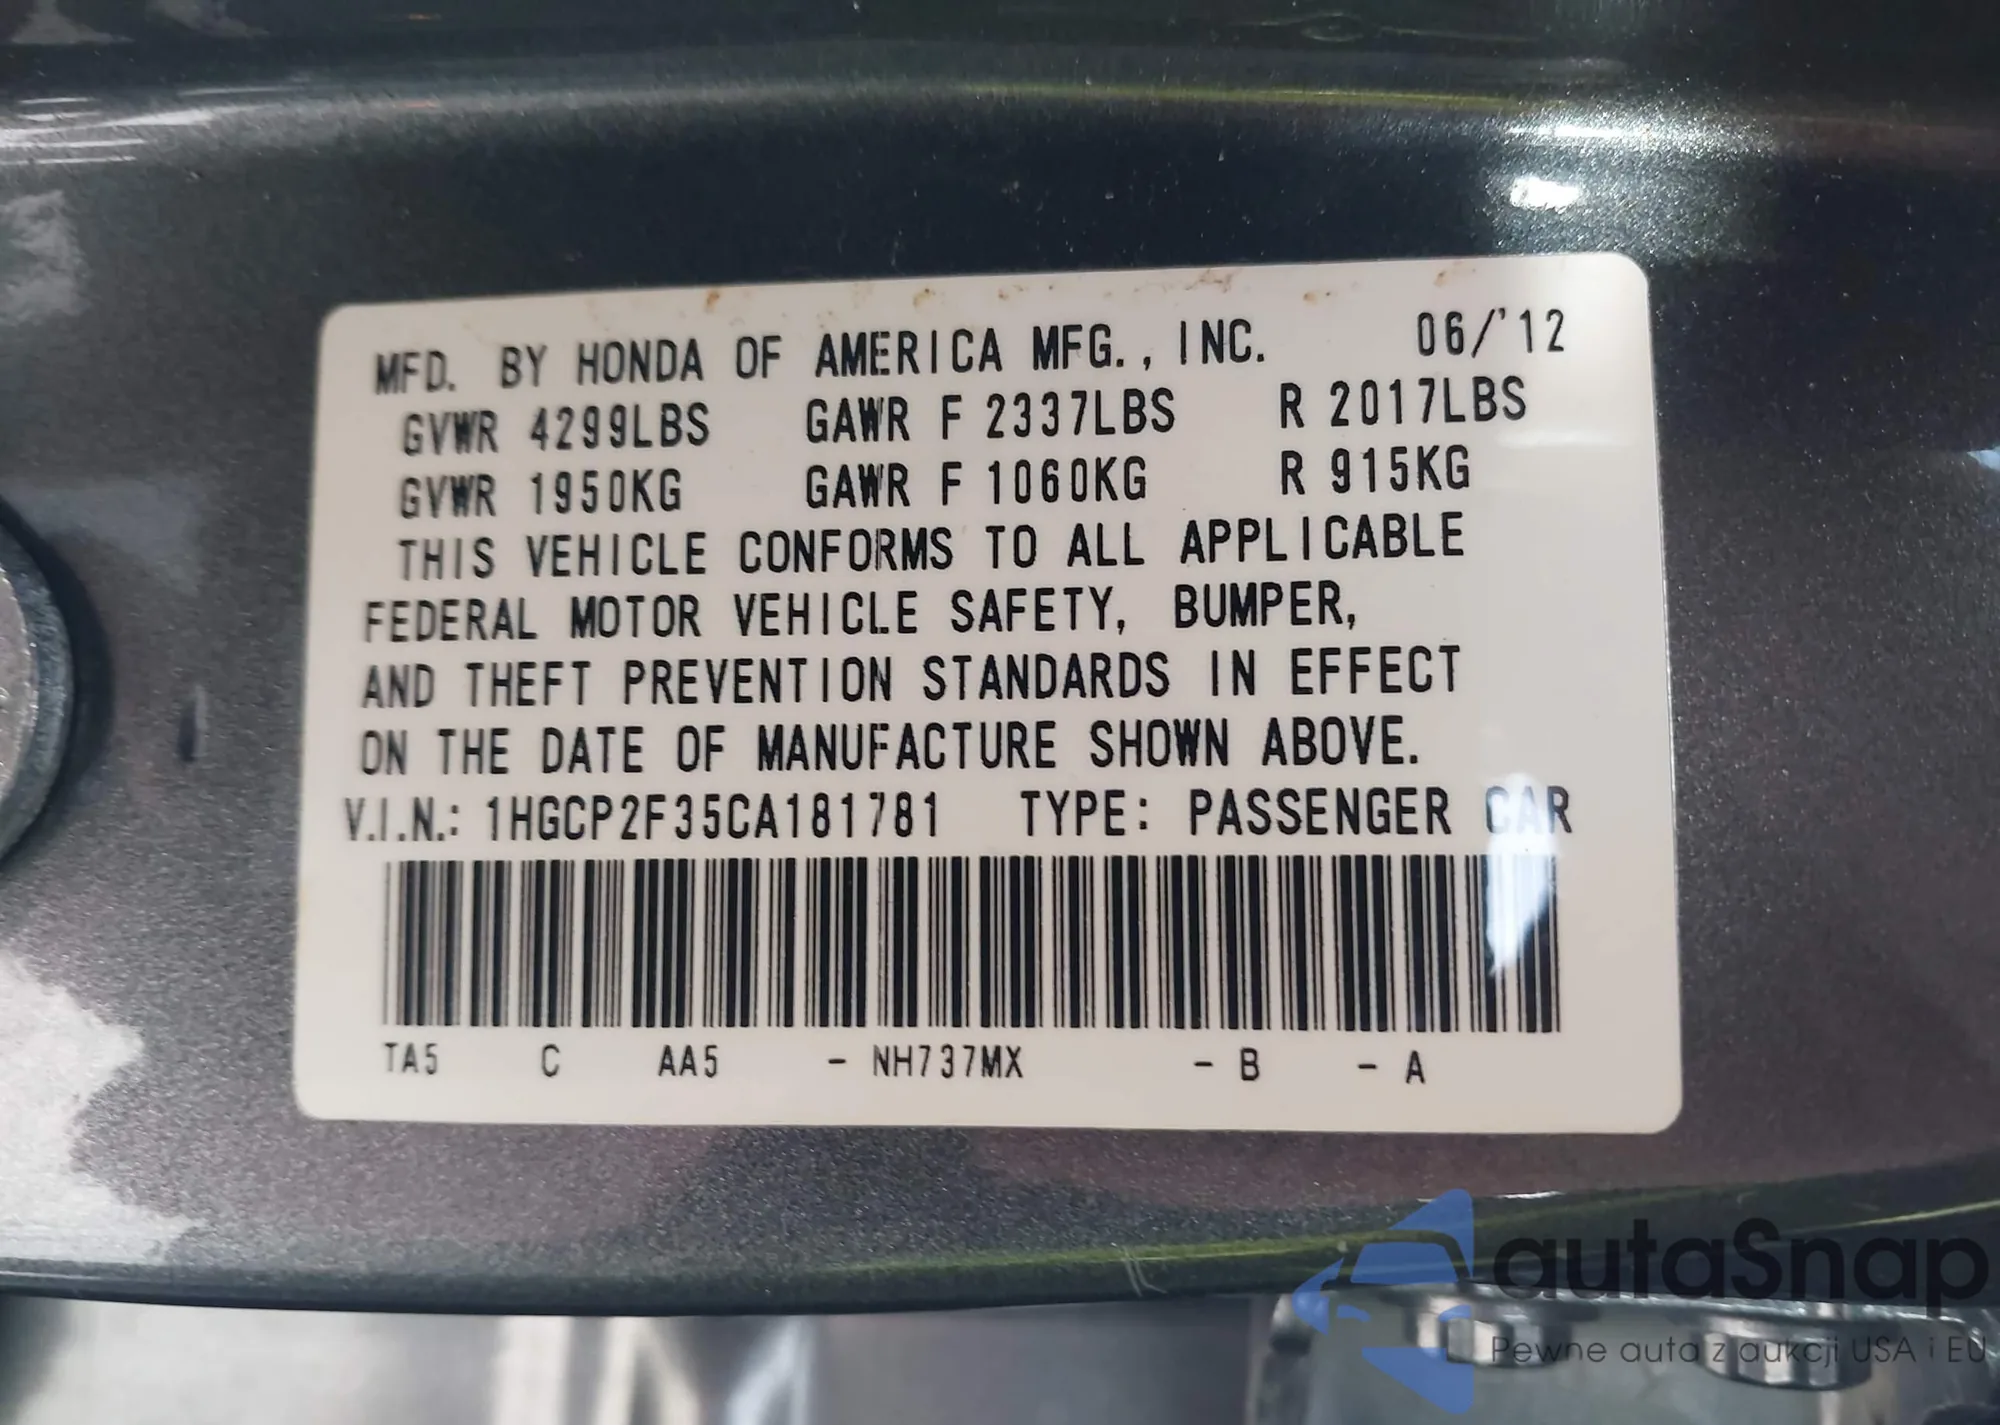 MFD. BY HONDA OF AMERICA MFG., INC. 06/'12
GVWR 4299LBS GAWR F 2337LBS R 2017LBS
GVWR 1950KG GAWR F 1060KG R 915KG
THIS VEHICLE CONFORMS TO ALL APPLICABLE
FEDERAL MOTOR VEHICLE SAFETY, BUMPER,
AND THEFT PREVENTION STANDARDS IN EFFECT
ON THE DATE OF MANUFACTURE SHOWN ABOVE.
V.I.N.: 1HGCP2F35CA181781 TYPE: PASSENGER CAR
TA5 C AA5 - NH737MX - B - A
autaSnap
Pewne auta z aukcji USA i EU